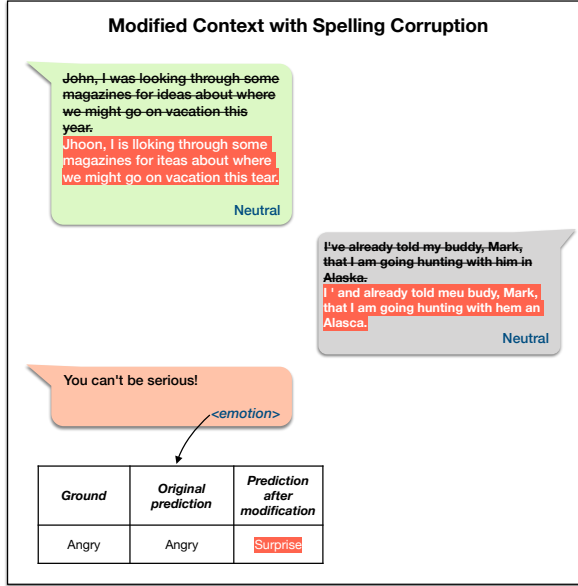 Modified Context with Spelling Corruption
John, I was looking through some
magazines for ideas about where
we might go on vacation this
year.
Jhoon, I is lloking through some
magazines for iteas about where
we might go on vacation this tear.
Neutral
I've already told my buddy, Mark,
that I am going hunting with him in
Alaska.
I ' and already told meu budy, Mark,
that I am going hunting with hem an
Alasca.
Neutral
You can't be serious!
<emotion>
Ground
Original
prediction
Prediction
after
modification
Angry
Angry
Surprise